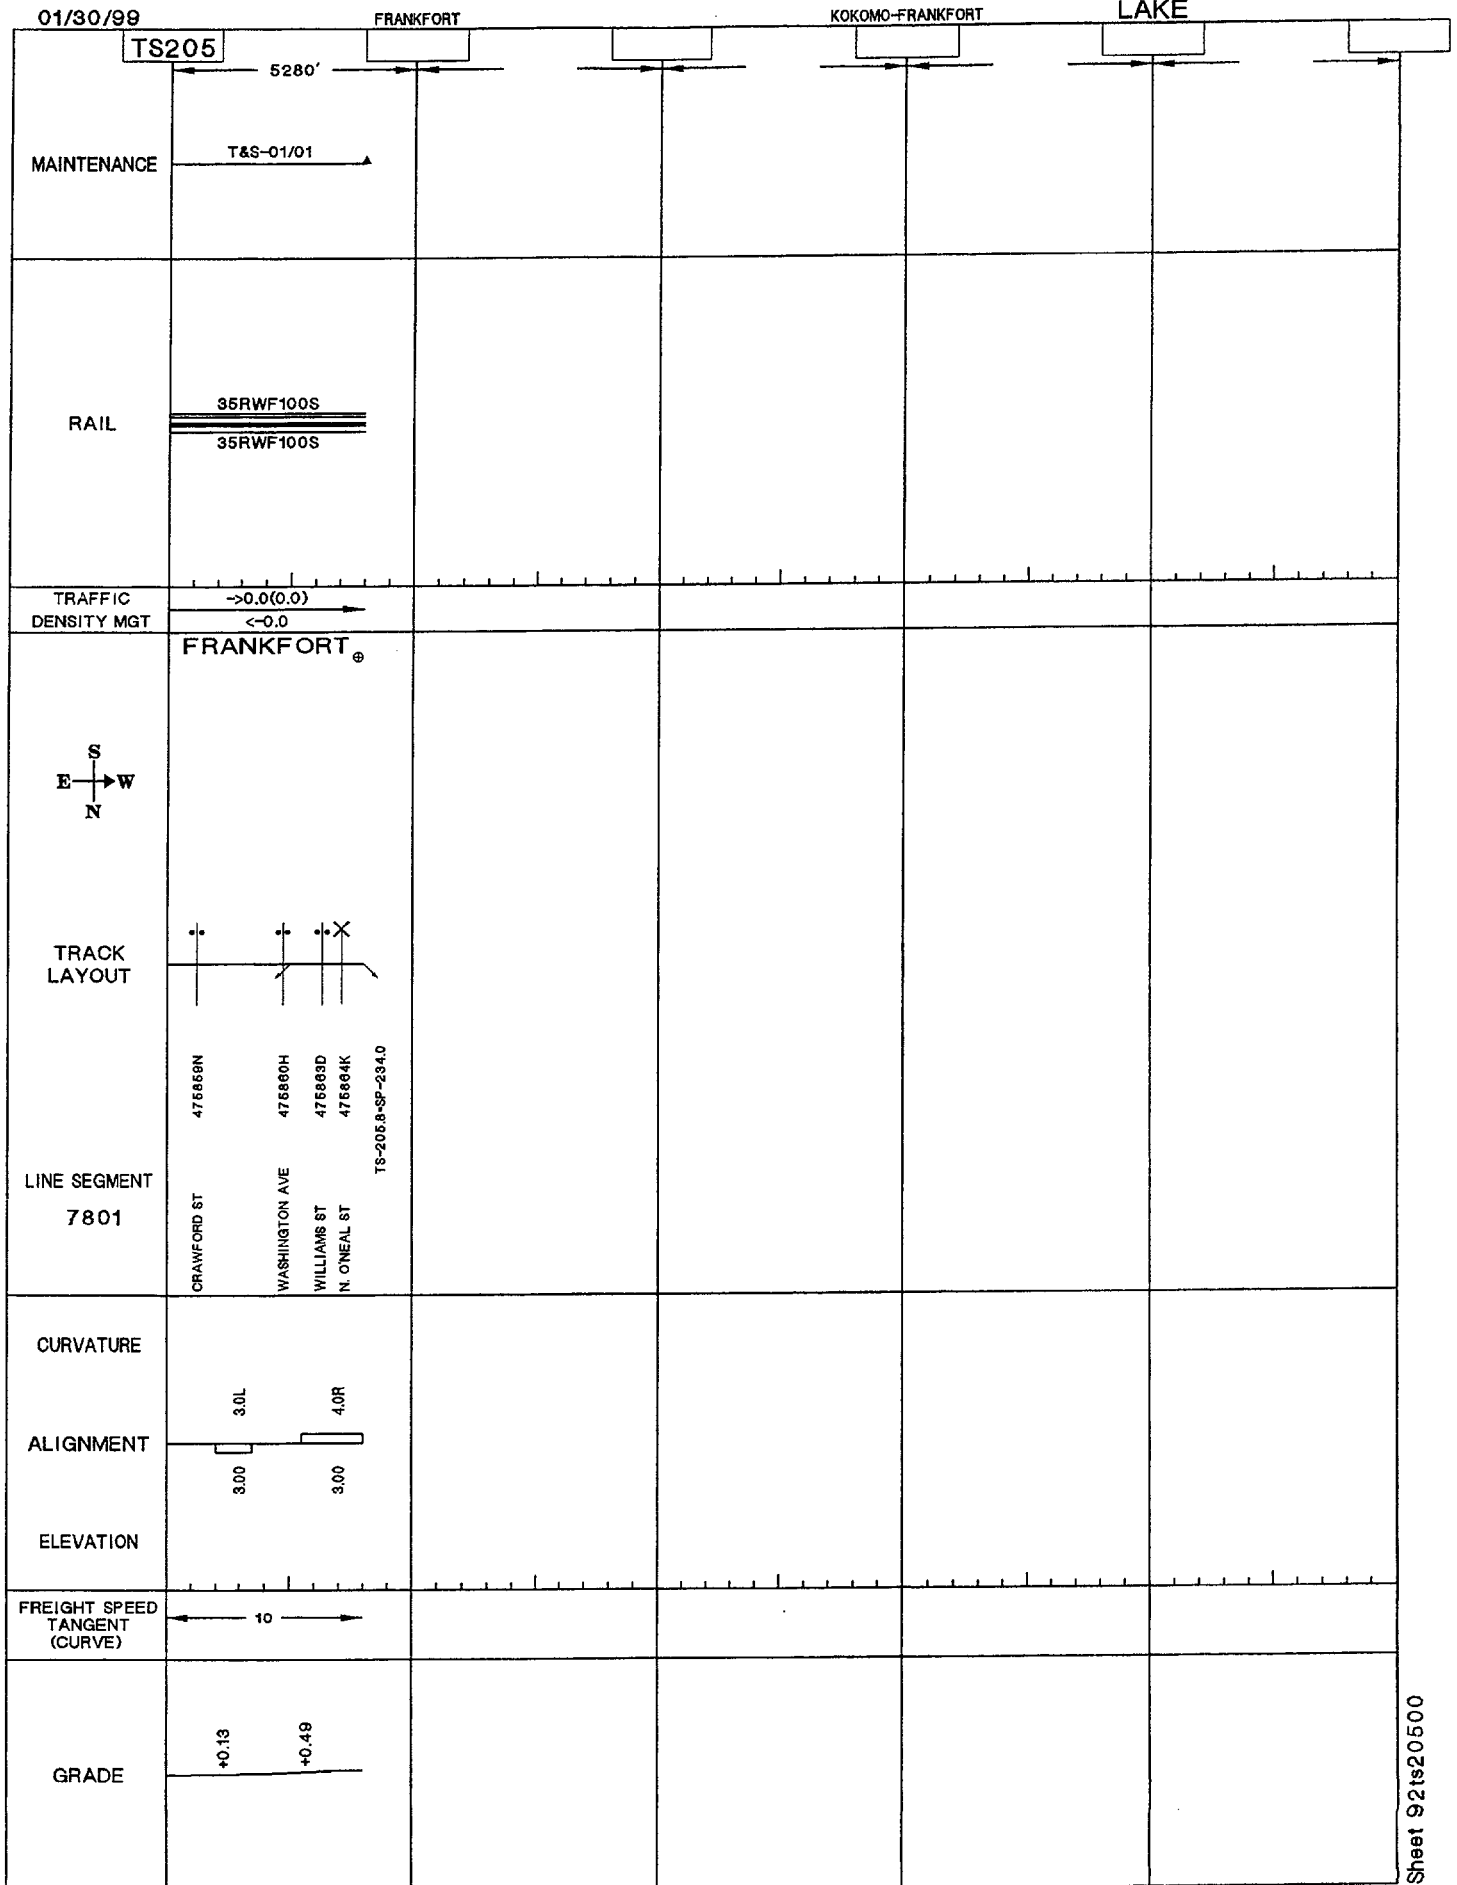 01/30/99
FRANKFORT
KOKOMO-FRANKFORT
LAKE
TS205
5280'
MAINTENANCE
T&S-01/01
RAIL
35RWF100S
35RWF100S
TRAFFIC
DENSITY MGT
->0.0(0.0)
<-0.0
FRANKFORT
S
E W
N
TRACK
LAYOUT
475859N
475860H
475863D
475864K
TS-205.8=SP-234.0
LINE SEGMENT
7801
CRAWFORD ST
WASHINGTON AVE
WILLIAMS ST
N. O'NEAL ST
CURVATURE
3.0L
4.0R
ALIGNMENT
3.00
3.00
ELEVATION
FREIGHT SPEED
TANGENT
(CURVE)
10
GRADE
+0.13
+0.49
Sheet 92ts20500